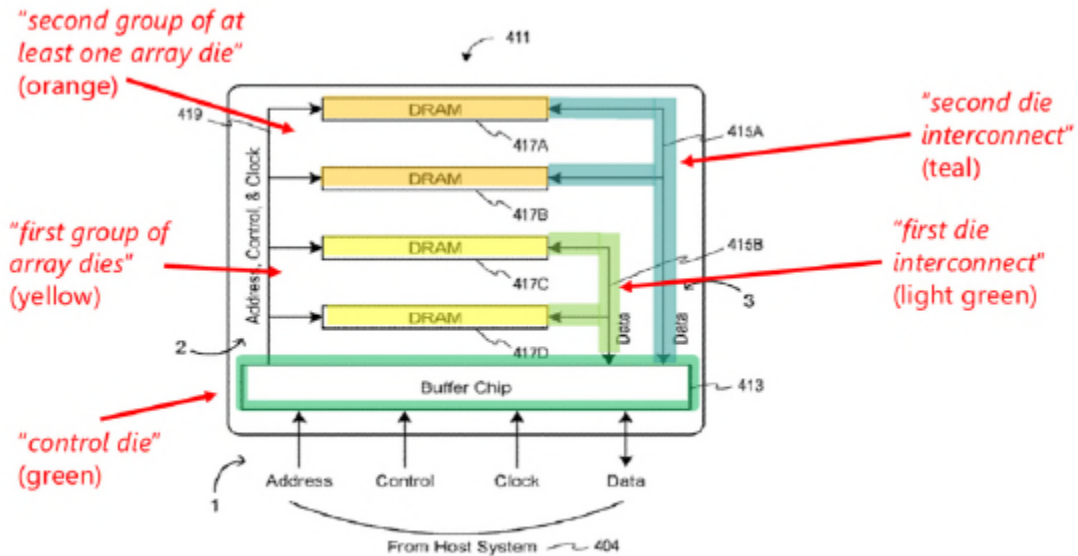 "second group of at
least one array die"
(orange)
411
419
DRAM
417A
415A
"second die
interconnect"
(teal)
DRAM
417B
Address, Control, & Clock
"first group of
array dies"
(yellow)
DRAM
417C
415B
"first die
interconnect"
(light green)
3
DRAM
417D
Data
Data
2
Buffer Chip
413
"control die"
(green)
1
Address
Control
Clock
Data
From Host System
404